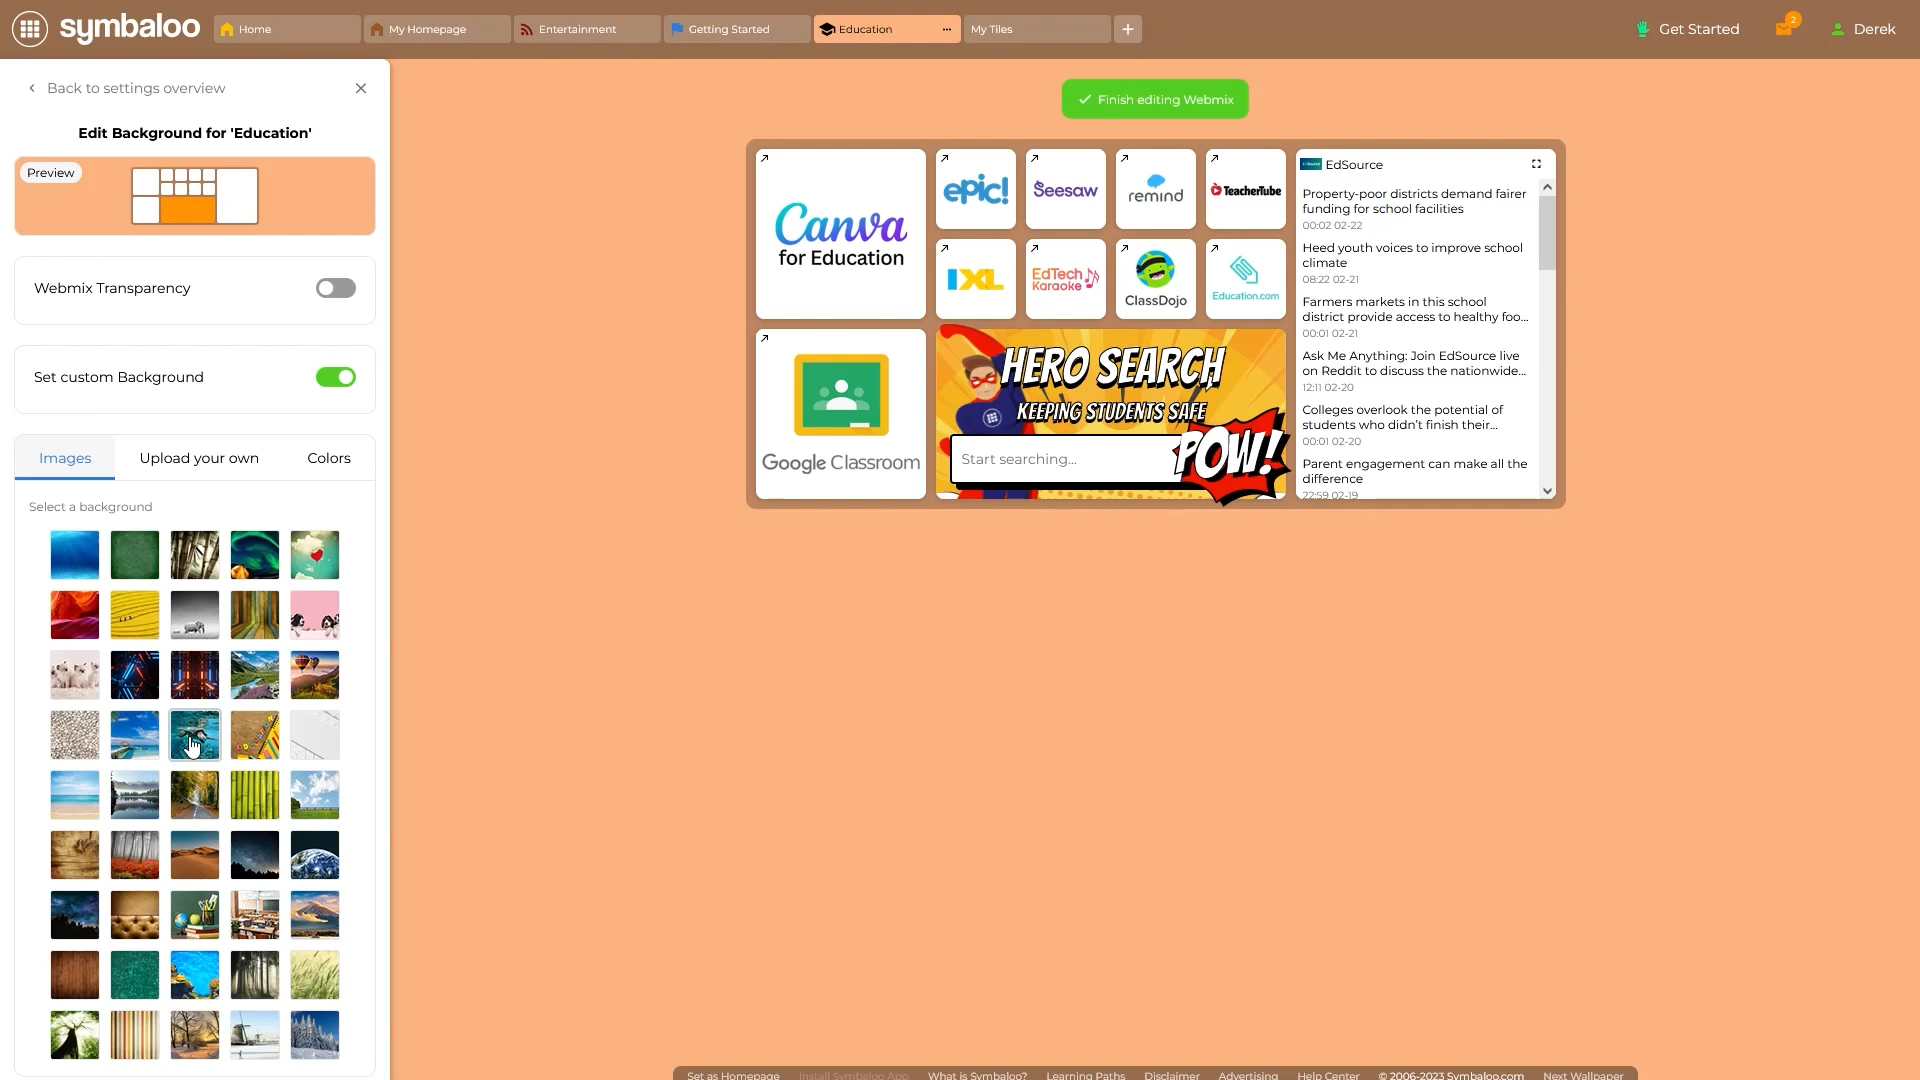 symbaloo
Home
My Homepage
Entertainment
Getting Started
Education
My Tiles
Get Started
2
Derek
Back to settings overview
Edit Background for 'Education'
Preview
Webmix Transparency
Set custom Background
Images
Upload your own
Colors
Select a background
Finish editing Webmix
Canva
for Education
epic!
Seesaw
remind
TeacherTube
IXL
EdTech
Karaoke
ClassDojo
Education.com
Google Classroom
HERO SEARCH
KEEPING STUDENTS SAFE
Start searching...
POW!
EdSource
Property-poor districts demand fairer
funding for school facilities
00:02 02-22
Heed youth voices to improve school
climate
08:22 02-21
Farmers markets in this school
district provide access to healthy foo...
00:01 02-21
Ask Me Anything: Join EdSource live
on Reddit to discuss the nationwide...
12:11 02-20
Colleges overlook the potential of
students who didn't finish their...
00:01 02-20
Parent engagement can make all the
difference
22:59 02-19
Set as Homepage
Install Symbaloo App
What is Symbaloo?
Learning Paths
Disclaimer
Advertising
Help Center
© 2006-2023 Symbaloo.com
Next Wallpaper